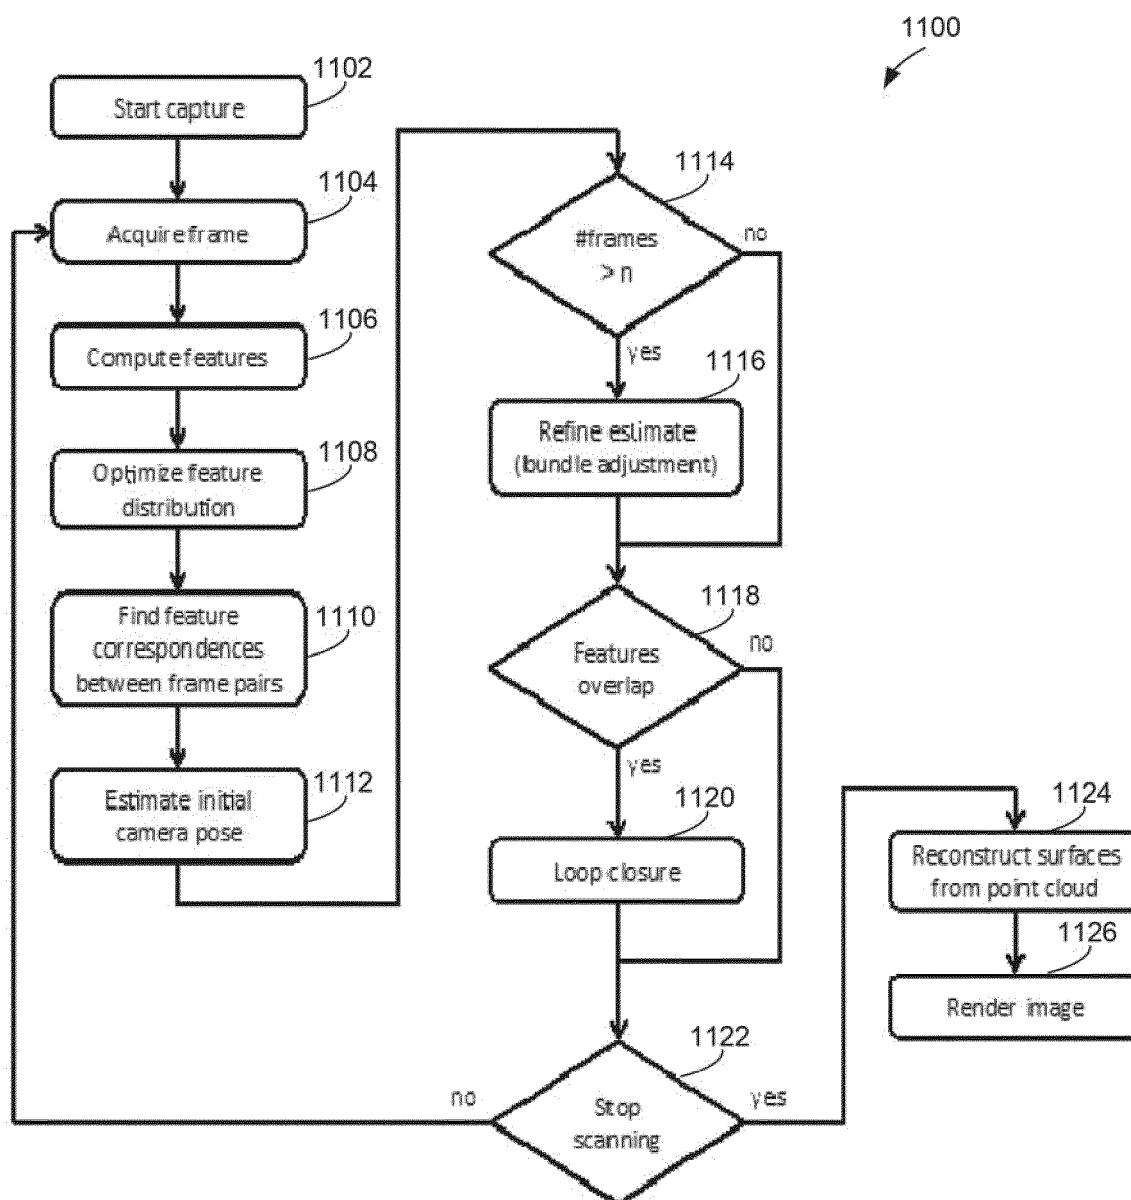 1100
1102
Start capture
1104
Acquire frame
1106
Compute features
1108
Optimize feature
distribution
1110
Find feature
correspondences
between frame pairs
1112
Estimate initial
camera pose
1114
#frames
> n
no
yes
1116
Refine estimate
(bundle adjustment)
1118
Features
overlap
no
yes
1120
Loop closure
1122
Stop
scanning
no
yes
1124
Reconstruct surfaces
from point cloud
1126
Render image